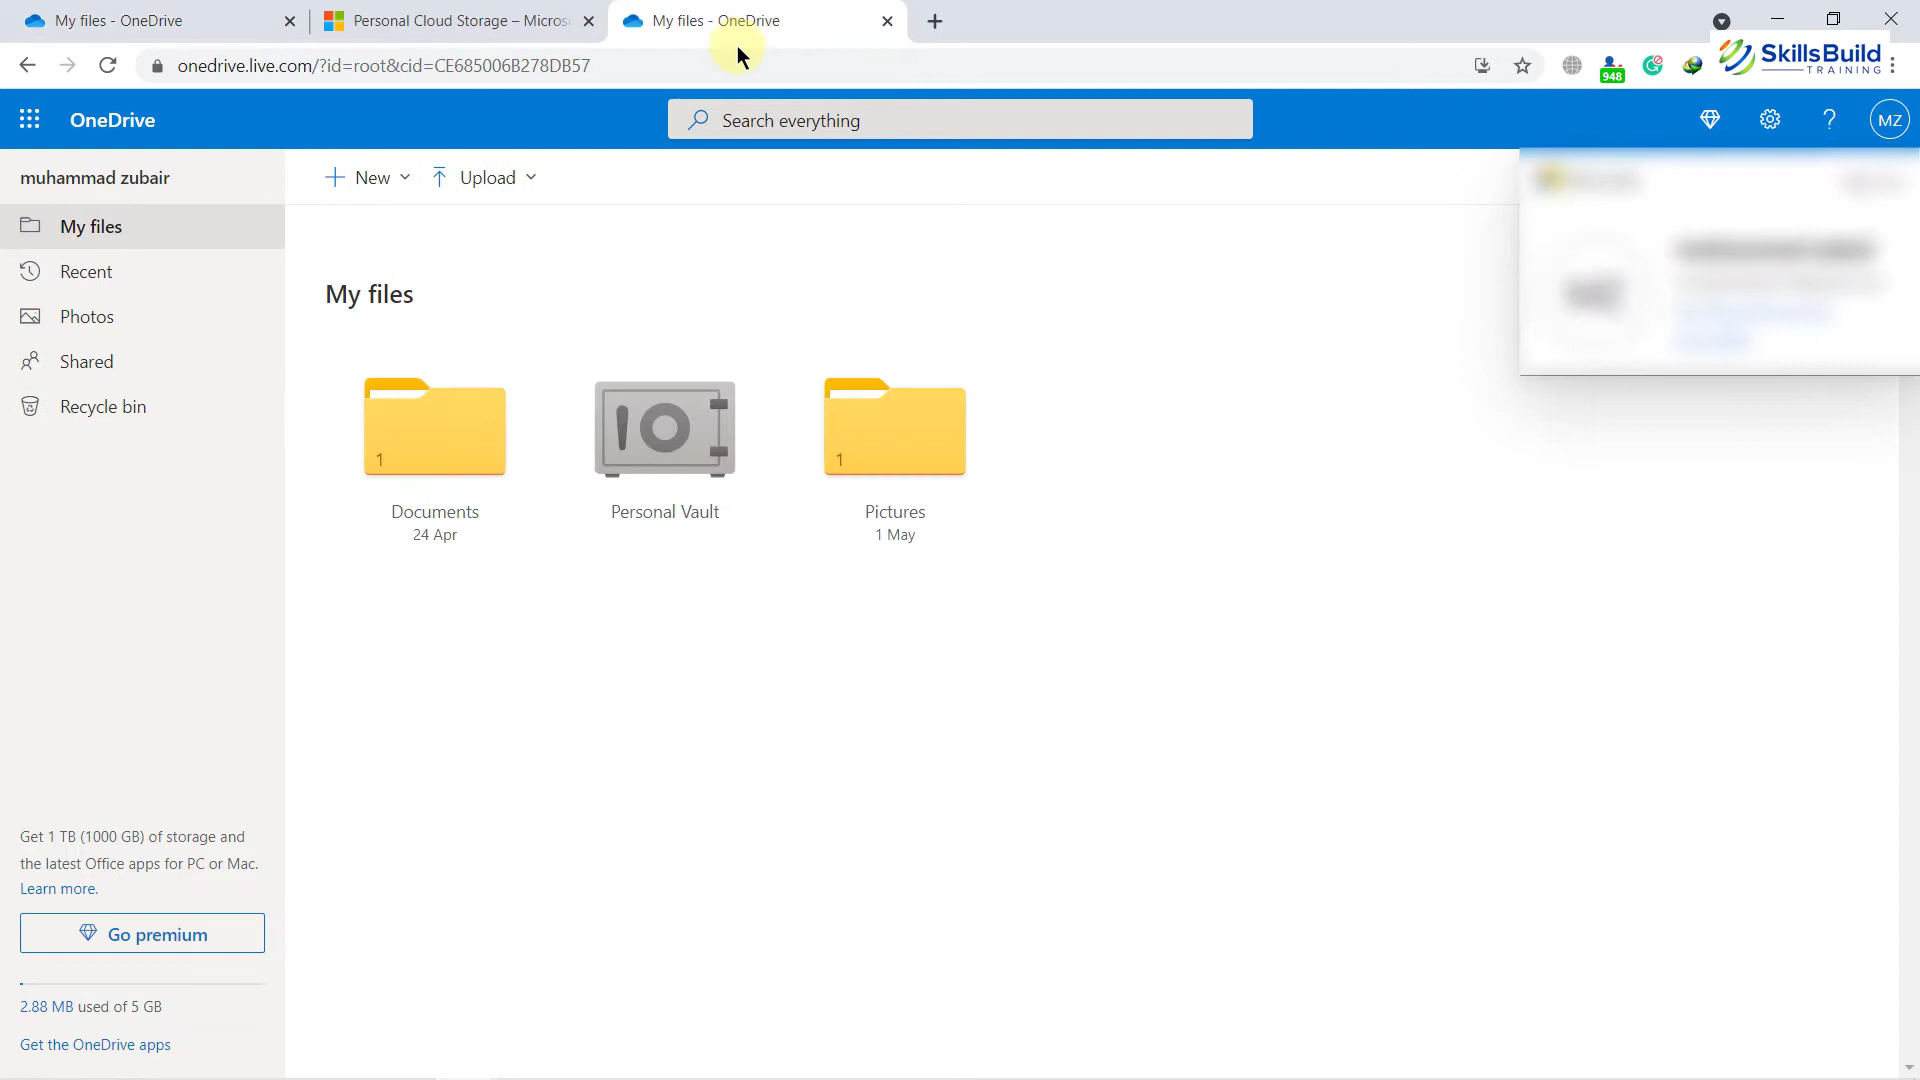 My files - OneDrive
Personal Cloud Storage – Micros
My files - OneDrive
onedrive.live.com/?id=root&cid=CE685006B278DB57
948
SkillsBuild
TRAINING
OneDrive
Search everything
?
MZ
muhammad zubair
New
Upload
My files
Recent
Photos
Shared
Recycle bin
My files
1
1
Documents
Personal Vault
Pictures
24 Apr
1 May
Get 1 TB (1000 GB) of storage and
the latest Office apps for PC or Mac.
Learn more.
Go premium
2.88 MB used of 5 GB
Get the OneDrive apps